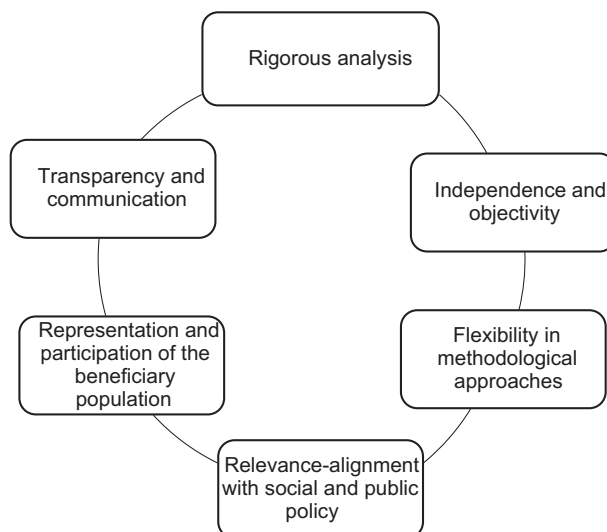 Rigorous analysis
Independence and
objectivity
Flexibility in
methodological
approaches
Relevance-alignment
with social and public
policy
Representation and
participation of the
beneficiary
population
Transparency and
communication